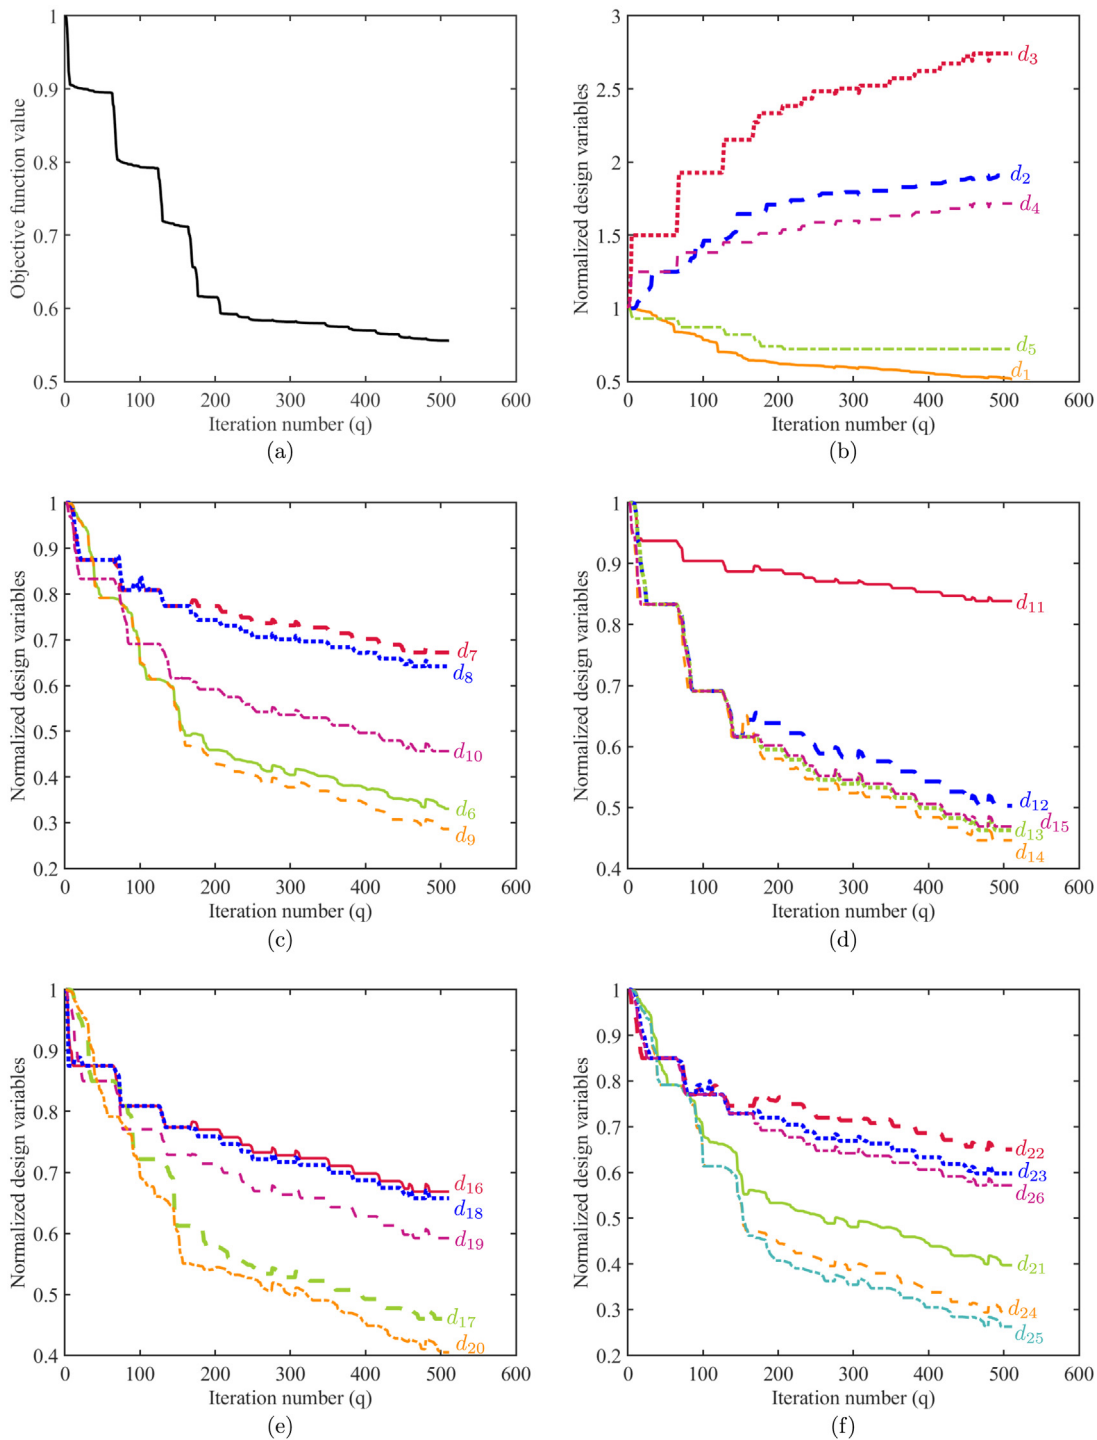 1
0.9
0.8
0.7
0.6
0.5
0 100 200 300 400 500 600
Objective function value
Iteration number (q)
(a)
3
2.5
2
1.5
1
0.5
0 100 200 300 400 500 600
Normalized design variables
Iteration number (q)
d3
d2
d4
d5
d1
(b)
1
0.9
0.8
0.7
0.6
0.5
0.4
0.3
0.2
0 100 200 300 400 500 600
Normalized design variables
Iteration number (q)
d7
d8
d10
d6
d9
(c)
1
0.9
0.8
0.7
0.6
0.5
0.4
0 100 200 300 400 500 600
Normalized design variables
Iteration number (q)
d11
d12
d15
d13
d14
(d)
1
0.9
0.8
0.7
0.6
0.5
0.4
0 100 200 300 400 500 600
Normalized design variables
Iteration number (q)
d16
d18
d19
d17
d20
(e)
1
0.9
0.8
0.7
0.6
0.5
0.4
0.3
0.2
0 100 200 300 400 500 600
Normalized design variables
Iteration number (q)
d22
d23
d26
d21
d24
d25
(f)